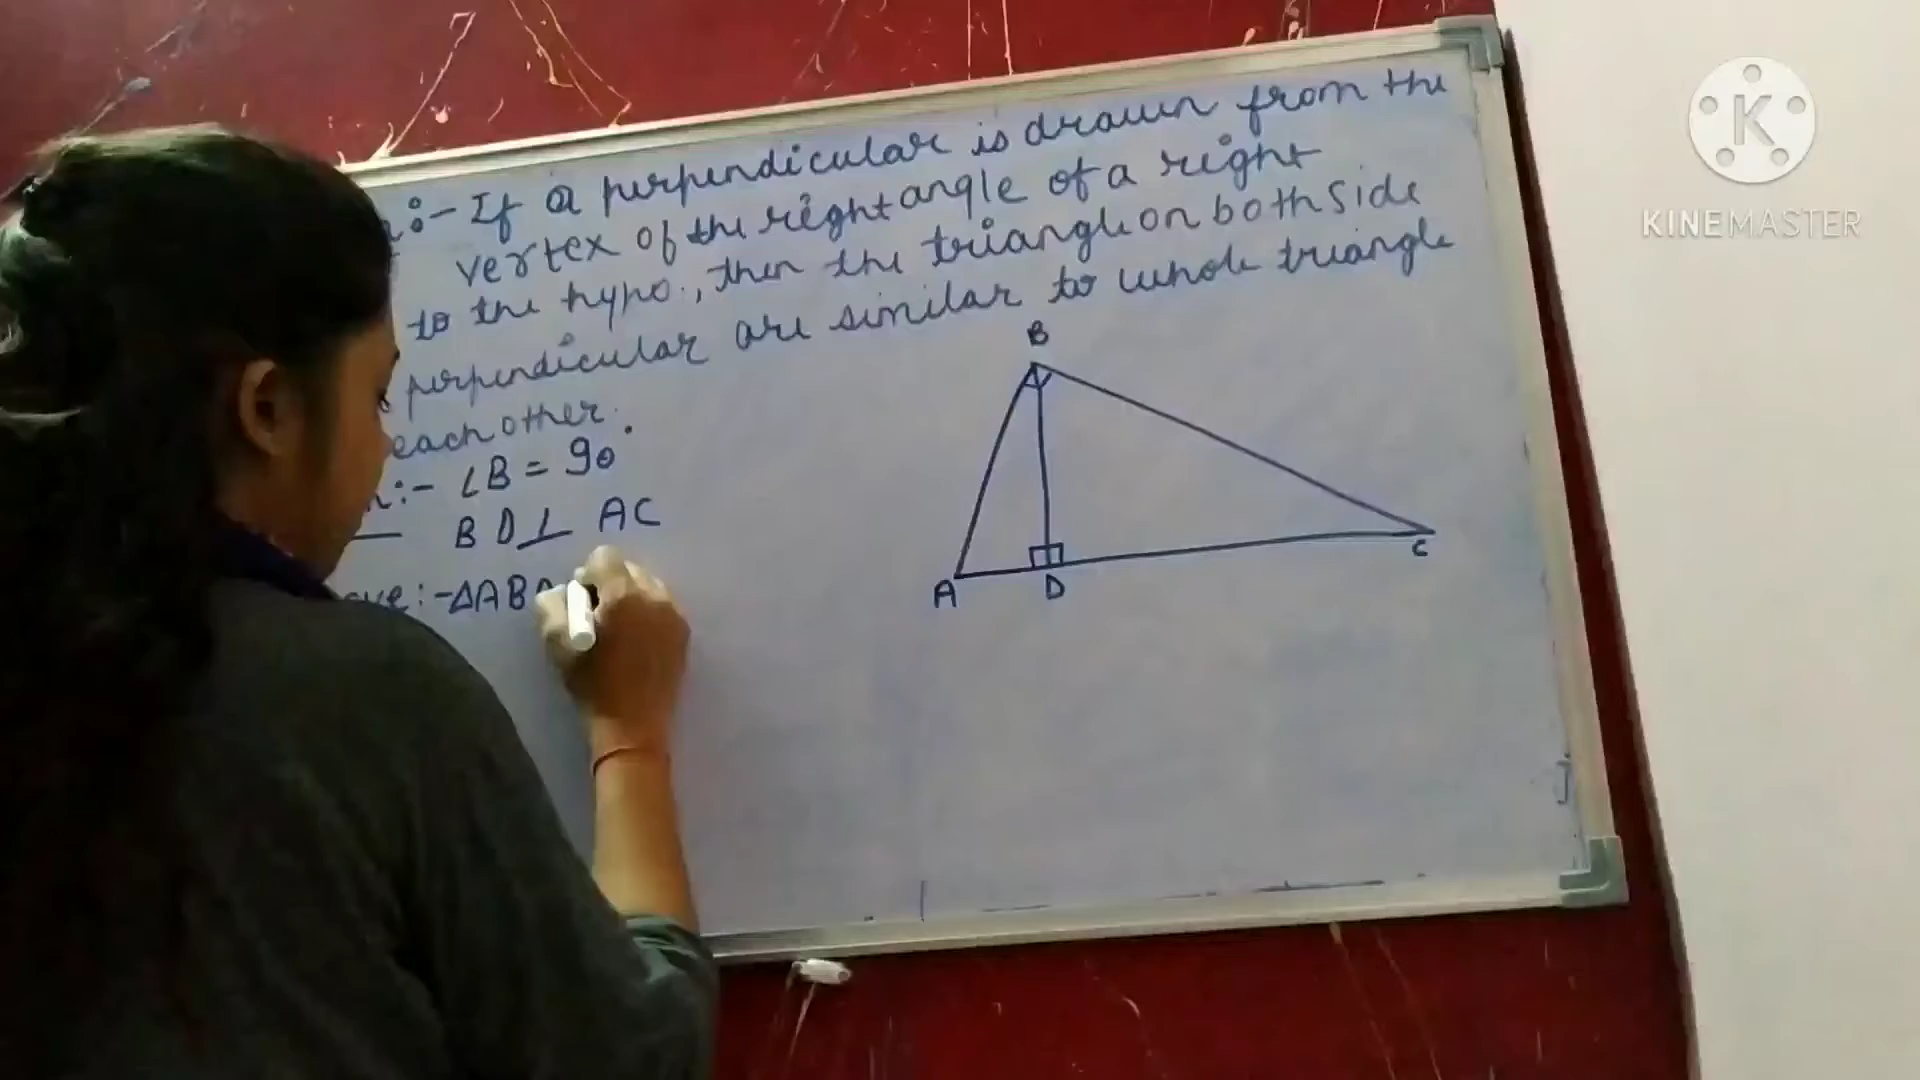 :- If a perpendicular is drawn from the
vertex of the right angle of a right
to the hypo., then the triangle on both side
perpendicular are similar to whole triangle
each other.
:- ∠B = 90°
BD ⊥ AC
:- ΔAB
B
A
D
C
K
KINEMASTER